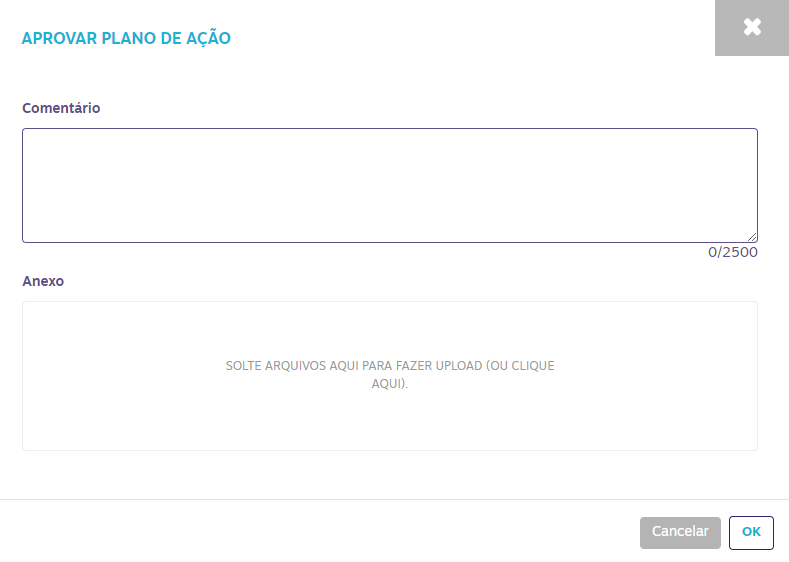 APROVAR PLANO DE AÇÃO
Comentário
0/2500
Anexo
SOLTE ARQUIVOS AQUI PARA FAZER UPLOAD (OU CLIQUE
AQUI).
Cancelar
OK